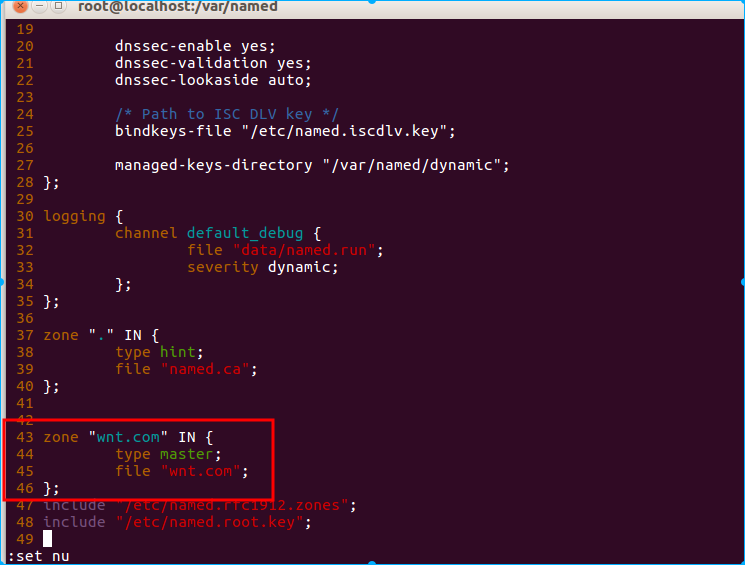 root@localhost:/var/named
19
20 dnssec-enable yes;
21 dnssec-validation yes;
22 dnssec-lookaside auto;
23
24 /* Path to ISC DLV key */
25 bindkeys-file "/etc/named.iscdlv.key";
26
27 managed-keys-directory "/var/named/dynamic";
28 };
29
30 logging {
31 channel default_debug {
32 file "data/named.run";
33 severity dynamic;
34 };
35 };
36
37 zone "." IN {
38 type hint;
39 file "named.ca";
40 };
41
42
43 zone "wnt.com" IN {
44 type master;
45 file "wnt.com";
46 };
47 include "/etc/named.rfc1912.zones";
48 include "/etc/named.root.key";
49
:set nu